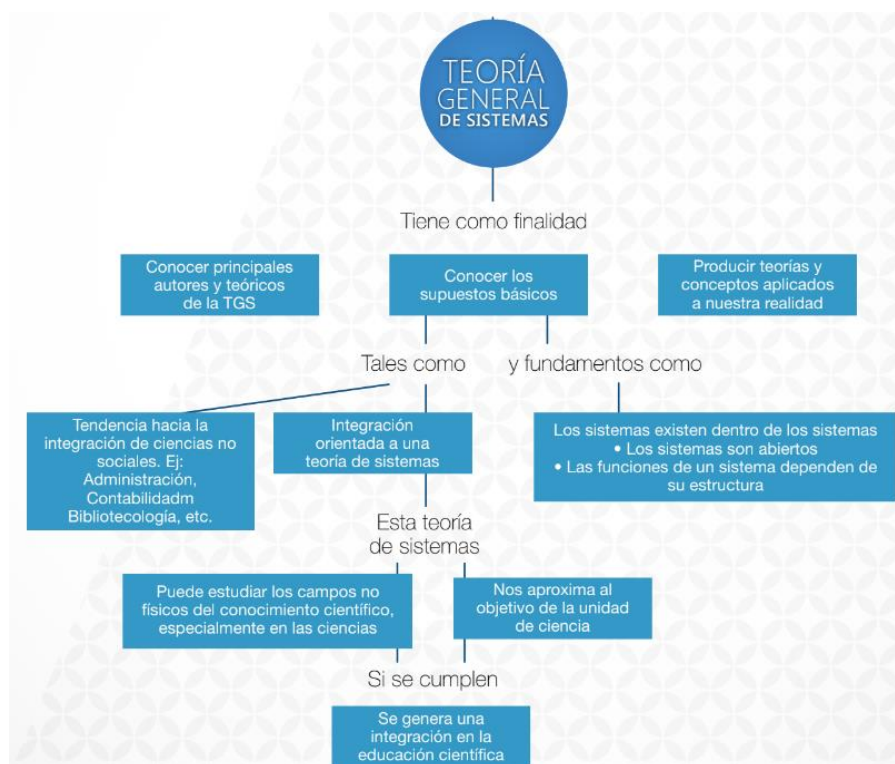 TEORÍA
GENERAL
DE SISTEMAS
Tiene como finalidad
Conocer principales
autores y teóricos
de la TGS
Conocer los
supuestos básicos
Producir teorías y
conceptos aplicados
a nuestra realidad
Tales como
y fundamentos como
Tendencia hacia la
integración de ciencias no
sociales. Ej:
Administración,
Contabilidadm
Bibliotecología, etc.
Integración
orientada a una
teoría de sistemas
Los sistemas existen dentro de los sistemas
• Los sistemas son abiertos
• Las funciones de un sistema dependen de
su estructura
Esta teoría
de sistemas
Puede estudiar los campos no
físicos del conocimiento científico,
especialmente en las ciencias
Nos aproxima al
objetivo de la unidad
de ciencia
Si se cumplen
Se genera una
integración en la
educación científica